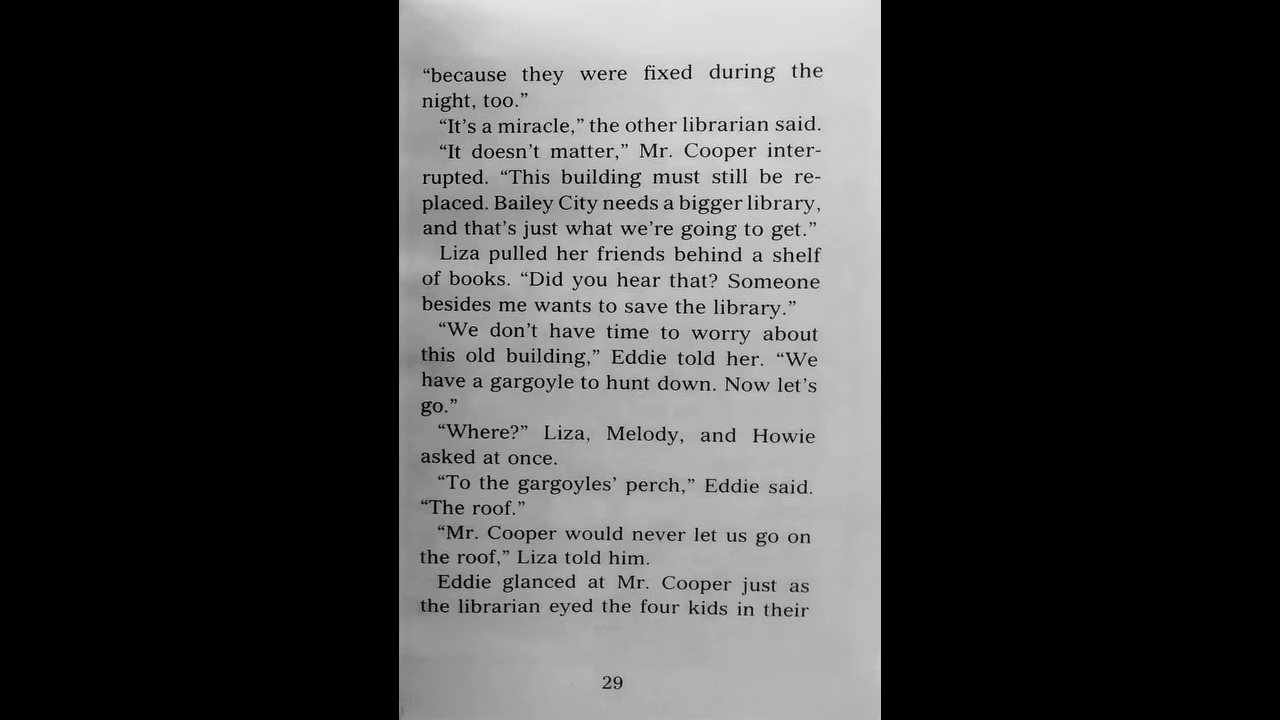 “because they were fixed during the
night, too.”
“It’s a miracle,” the other librarian said.
“It doesn’t matter,” Mr. Cooper inter-
rupted. “This building must still be re-
placed. Bailey City needs a bigger library,
and that’s just what we’re going to get.”
Liza pulled her friends behind a shelf
of books. “Did you hear that? Someone
besides me wants to save the library.”
“We don’t have time to worry about
this old building,” Eddie told her. “We
have a gargoyle to hunt down. Now let’s
go.”
“Where?” Liza, Melody, and Howie
asked at once.
“To the gargoyles’ perch,” Eddie said.
“The roof.”
“Mr. Cooper would never let us go on
the roof,” Liza told him.
Eddie glanced at Mr. Cooper just as
the librarian eyed the four kids in their
29